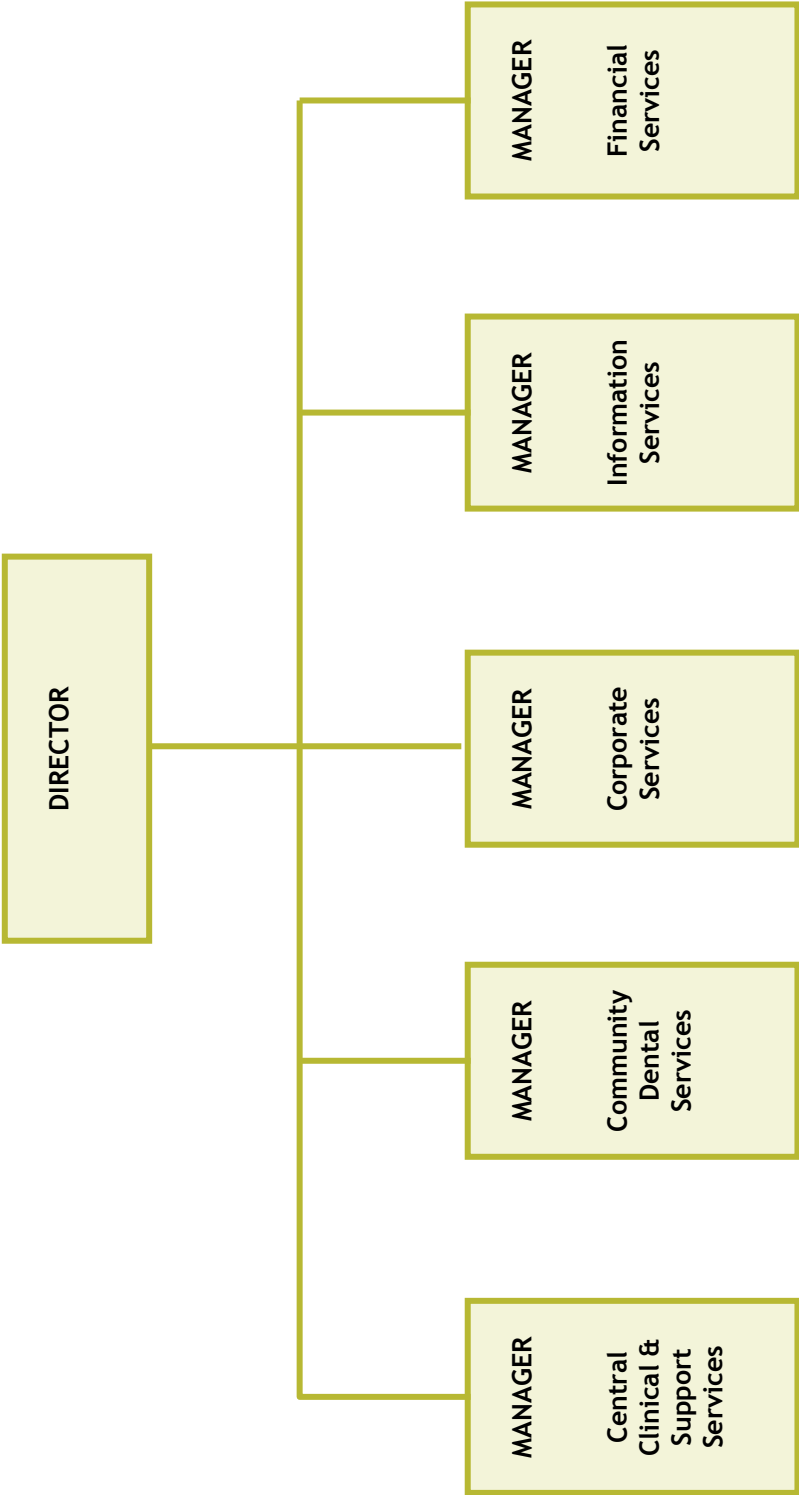 DIRECTOR
MANAGER
Central
Clinical &
Support
Services
MANAGER
Community
Dental
Services
MANAGER
Corporate
Services
MANAGER
Information
Services
MANAGER
Financial
Services